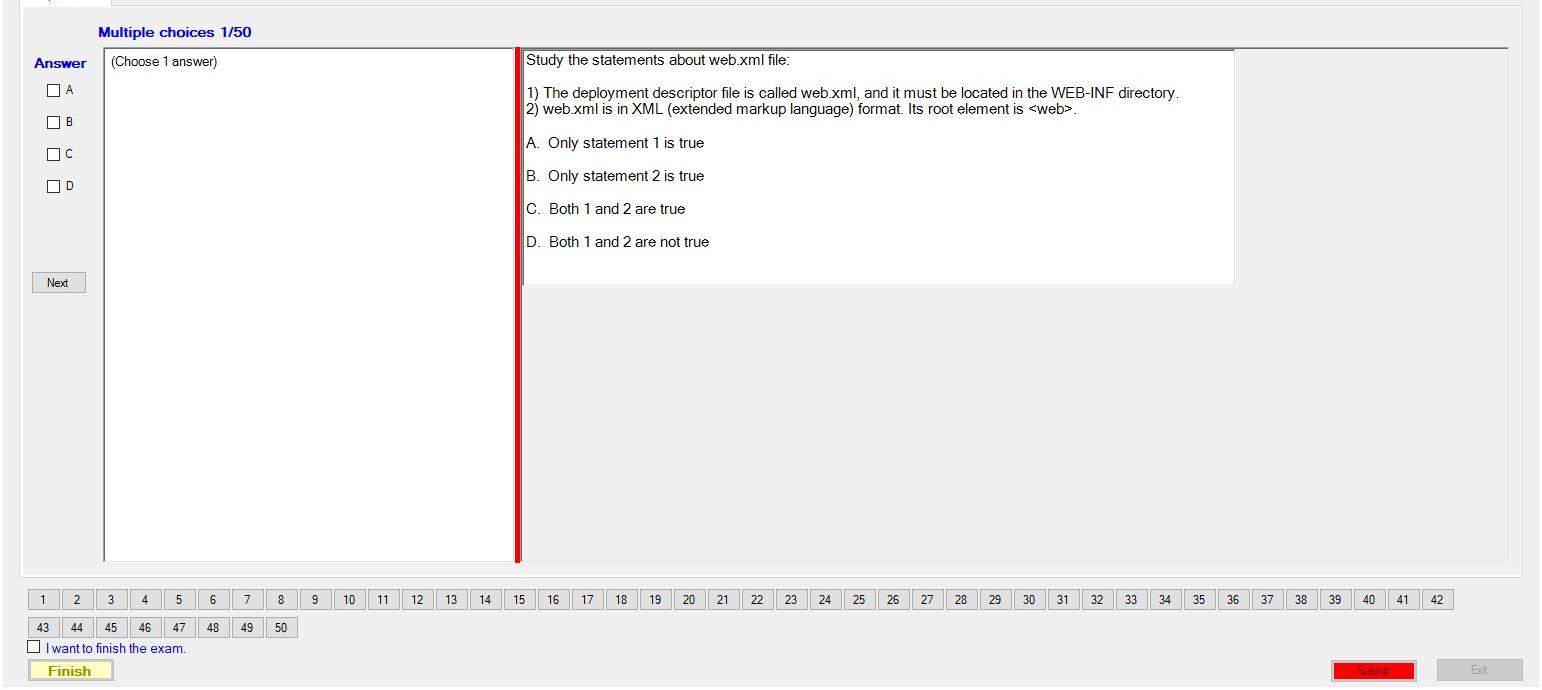 Multiple choices 1/50
Answer
A
B
C
D
Next
(Choose 1 answer)
Study the statements about web.xml file:
1) The deployment descriptor file is called web.xml, and it must be located in the WEB-INF directory.
2) web.xml is in XML (extended markup language) format. Its root element is <web>.
A. Only statement 1 is true
B. Only statement 2 is true
C. Both 1 and 2 are true
D. Both 1 and 2 are not true
1 2 3 4 5 6 7 8 9 10 11 12 13 14 15 16 17 18 19 20 21 22 23 24 25 26 27 28 29 30 31 32 33 34 35 36 37 38 39 40 41 42
43 44 45 46 47 48 49 50
I want to finish the exam.
Finish
Submit
Exit